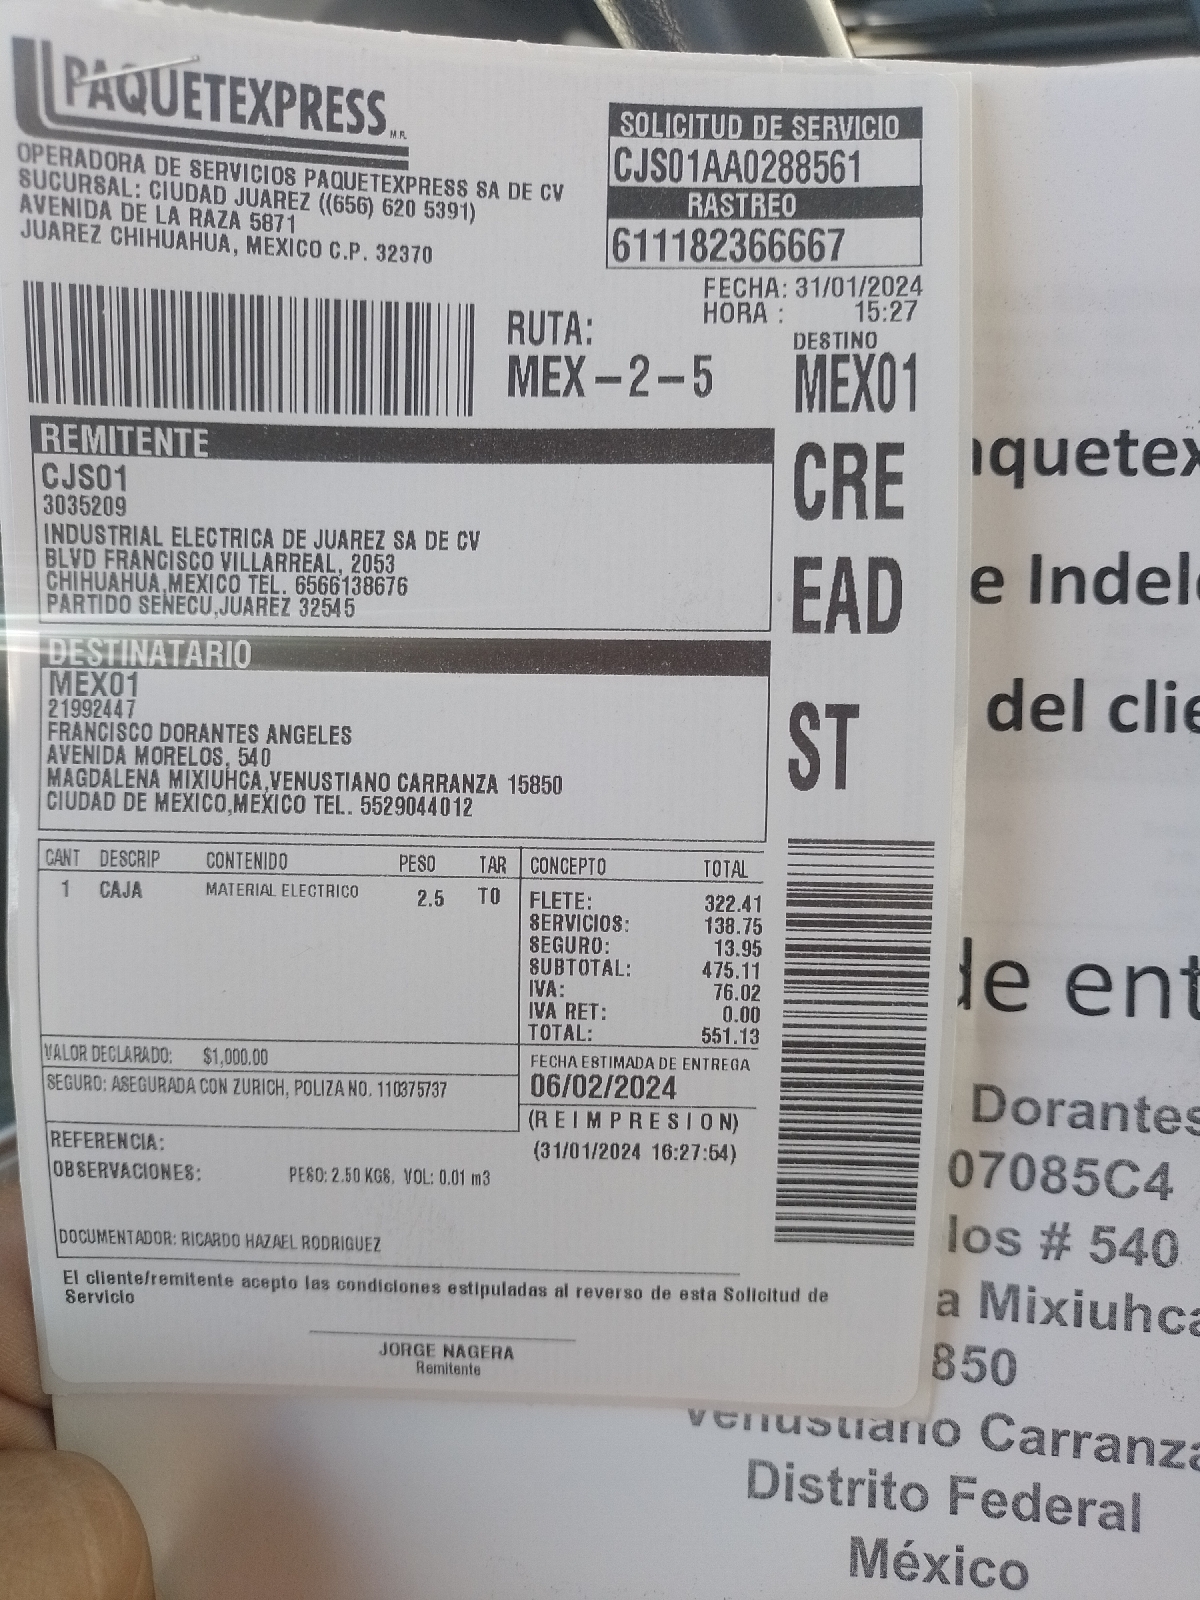 PAQUETEXPRESS M.R.
OPERADORA DE SERVICIOS PAQUETEXPRESS SA DE CV
SUCURSAL: CIUDAD JUAREZ ((656) 620 5391)
AVENIDA DE LA RAZA 5871
JUAREZ CHIHUAHUA, MEXICO C.P. 32370
SOLICITUD DE SERVICIO
CJS01AA0288561
RASTREO
611182366667
FECHA: 31/01/2024
HORA : 15:27
RUTA:
MEX-2-5
DESTINO
MEX01
CRE
EAD
ST
REMITENTE
CJS01
3035209
INDUSTRIAL ELECTRICA DE JUAREZ SA DE CV
BLVD FRANCISCO VILLARREAL, 2053
CHIHUAHUA,MEXICO TEL. 6566138676
PARTIDO SENECU,JUAREZ 32545
DESTINATARIO
MEX01
21992447
FRANCISCO DORANTES ANGELES
AVENIDA MORELOS, 540
MAGDALENA MIXIUHCA,VENUSTIANO CARRANZA 15850
CIUDAD DE MEXICO,MEXICO TEL. 5529044012
CANT DESCRIP CONTENIDO PESO TAR
1 CAJA MATERIAL ELECTRICO 2.5 TO
CONCEPTO TOTAL
FLETE: 322.41
SERVICIOS: 138.75
SEGURO: 13.95
SUBTOTAL: 475.11
IVA: 76.02
IVA RET: 0.00
TOTAL: 551.13
VALOR DECLARADO: $1,000.00
SEGURO: ASEGURADA CON ZURICH, POLIZA NO. 110375737
FECHA ESTIMADA DE ENTREGA
06/02/2024
(REIMPRESION)
(31/01/2024 16:27:54)
REFERENCIA:
OBSERVACIONES: PESO: 2.50 KGS. VOL: 0.01 m3
DOCUMENTADOR: RICARDO HAZAEL RODRIGUEZ
El cliente/remitente acepto las condiciones estipuladas al reverso de esta Solicitud de
Servicio
JORGE NAGERA
Remitente
aquetex
e Indel
del clie
de ent
Dorantes
07085C4
los # 540
a Mixiuhca
850
Venustiano Carranza
Distrito Federal
México